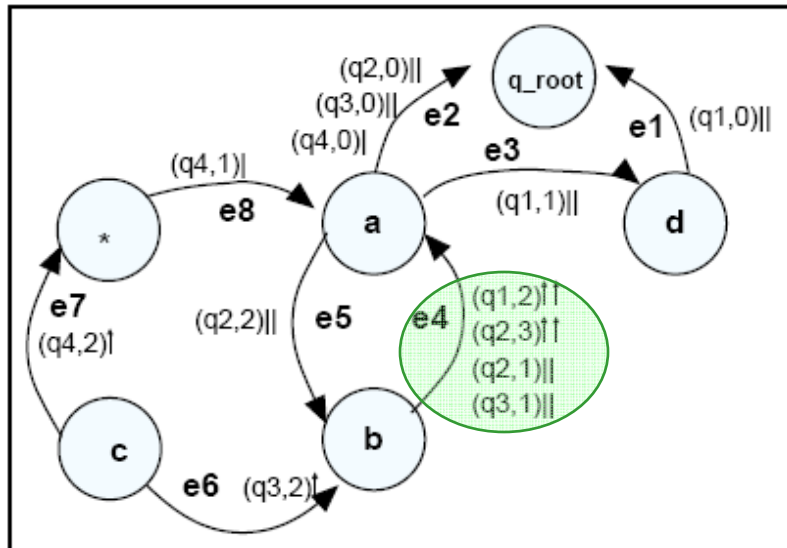 (q2,0)||
(q3,0)||
(q4,0)|
e2
q_root
e1
(q1,0)||
e3
(q4,1)|
e8
a
(q1,1)||
d
*
e7
(q4,2)↑
(q2,2)||
e5
e4
(q1,2)↑↑
(q2,3)↑↑
(q2,1)||
(q3,1)||
c
b
e6
(q3,2)↑